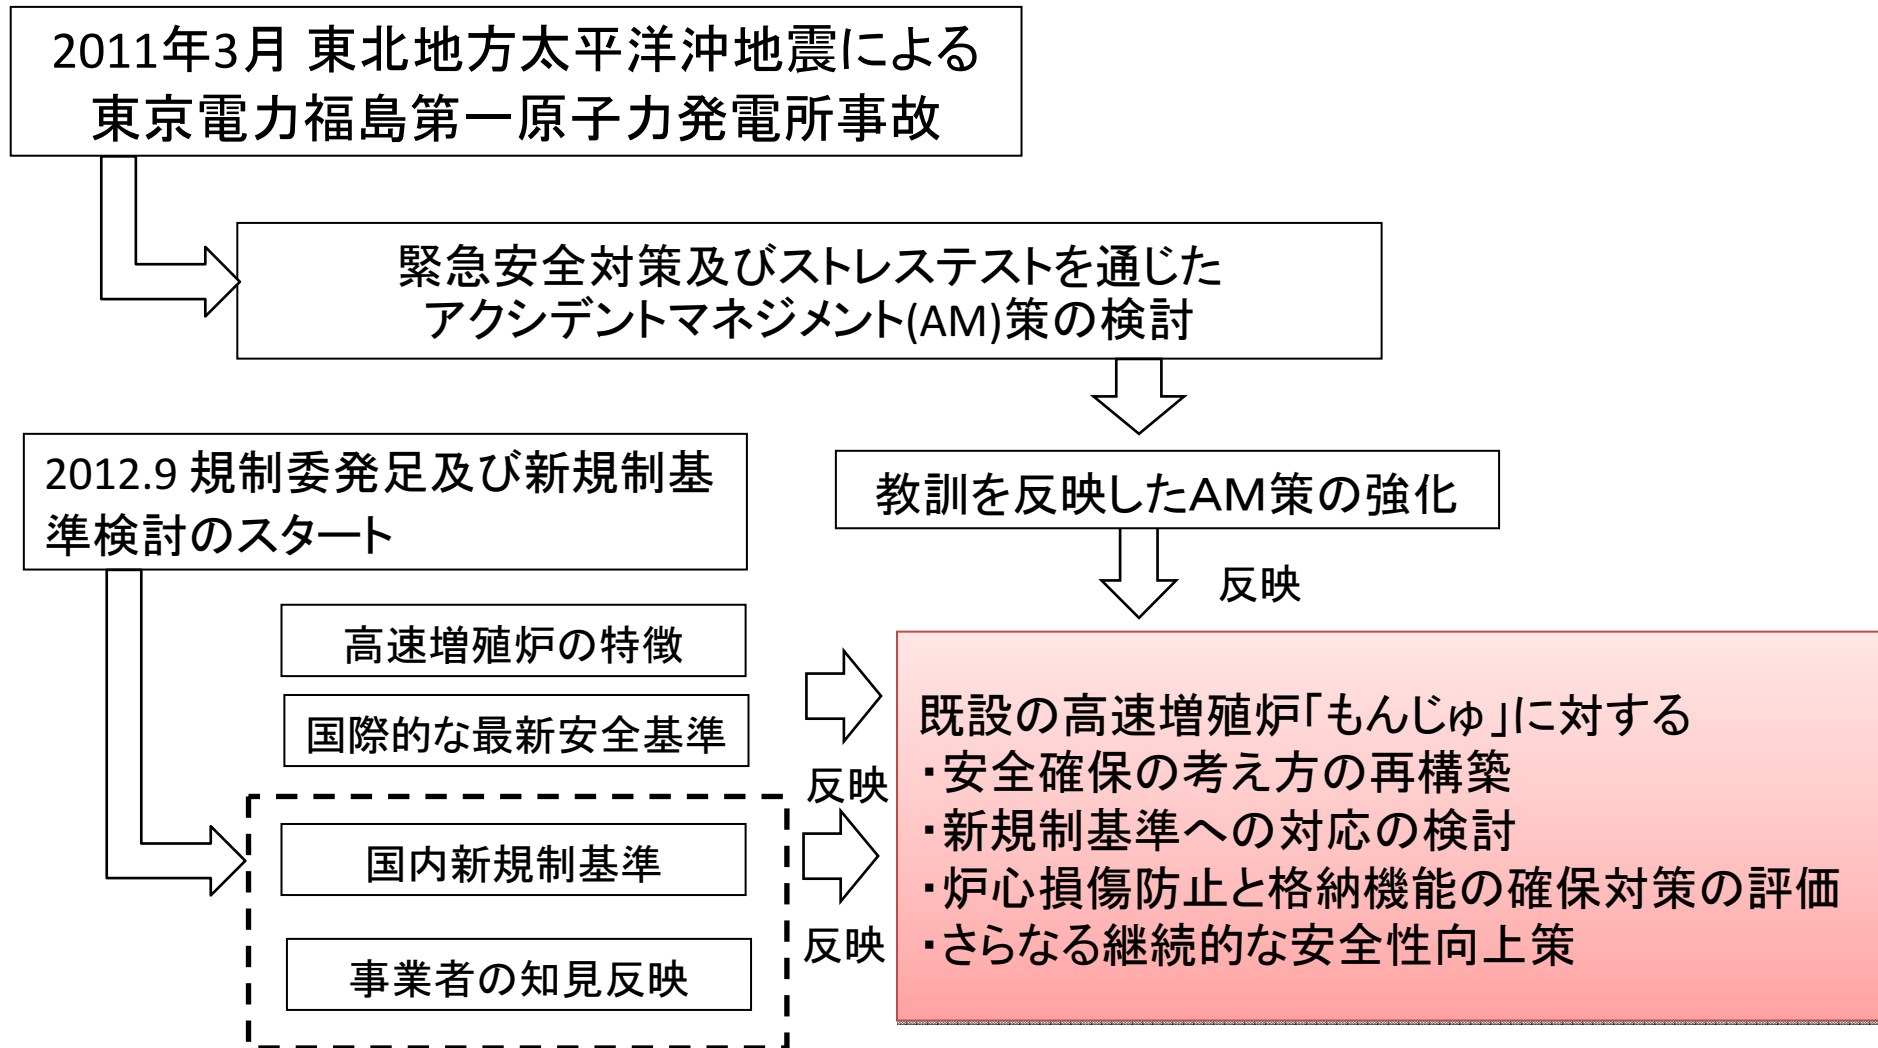 2011年3月 東北地方太平洋沖地震による
東京電力福島第一原子力発電所事故
緊急安全対策及びストレステストを通じた
アクシデントマネジメント(AM)策の検討
2012.9 規制委発足及び新規制基
準検討のスタート
教訓を反映したAM策の強化
反映
高速増殖炉の特徴
国際的な最新安全基準
反映
国内新規制基準
事業者の知見反映
反映
既設の高速増殖炉「もんじゅ」に対する
・安全確保の考え方の再構築
・新規制基準への対応の検討
・炉心損傷防止と格納機能の確保対策の評価
・さらなる継続的な安全性向上策